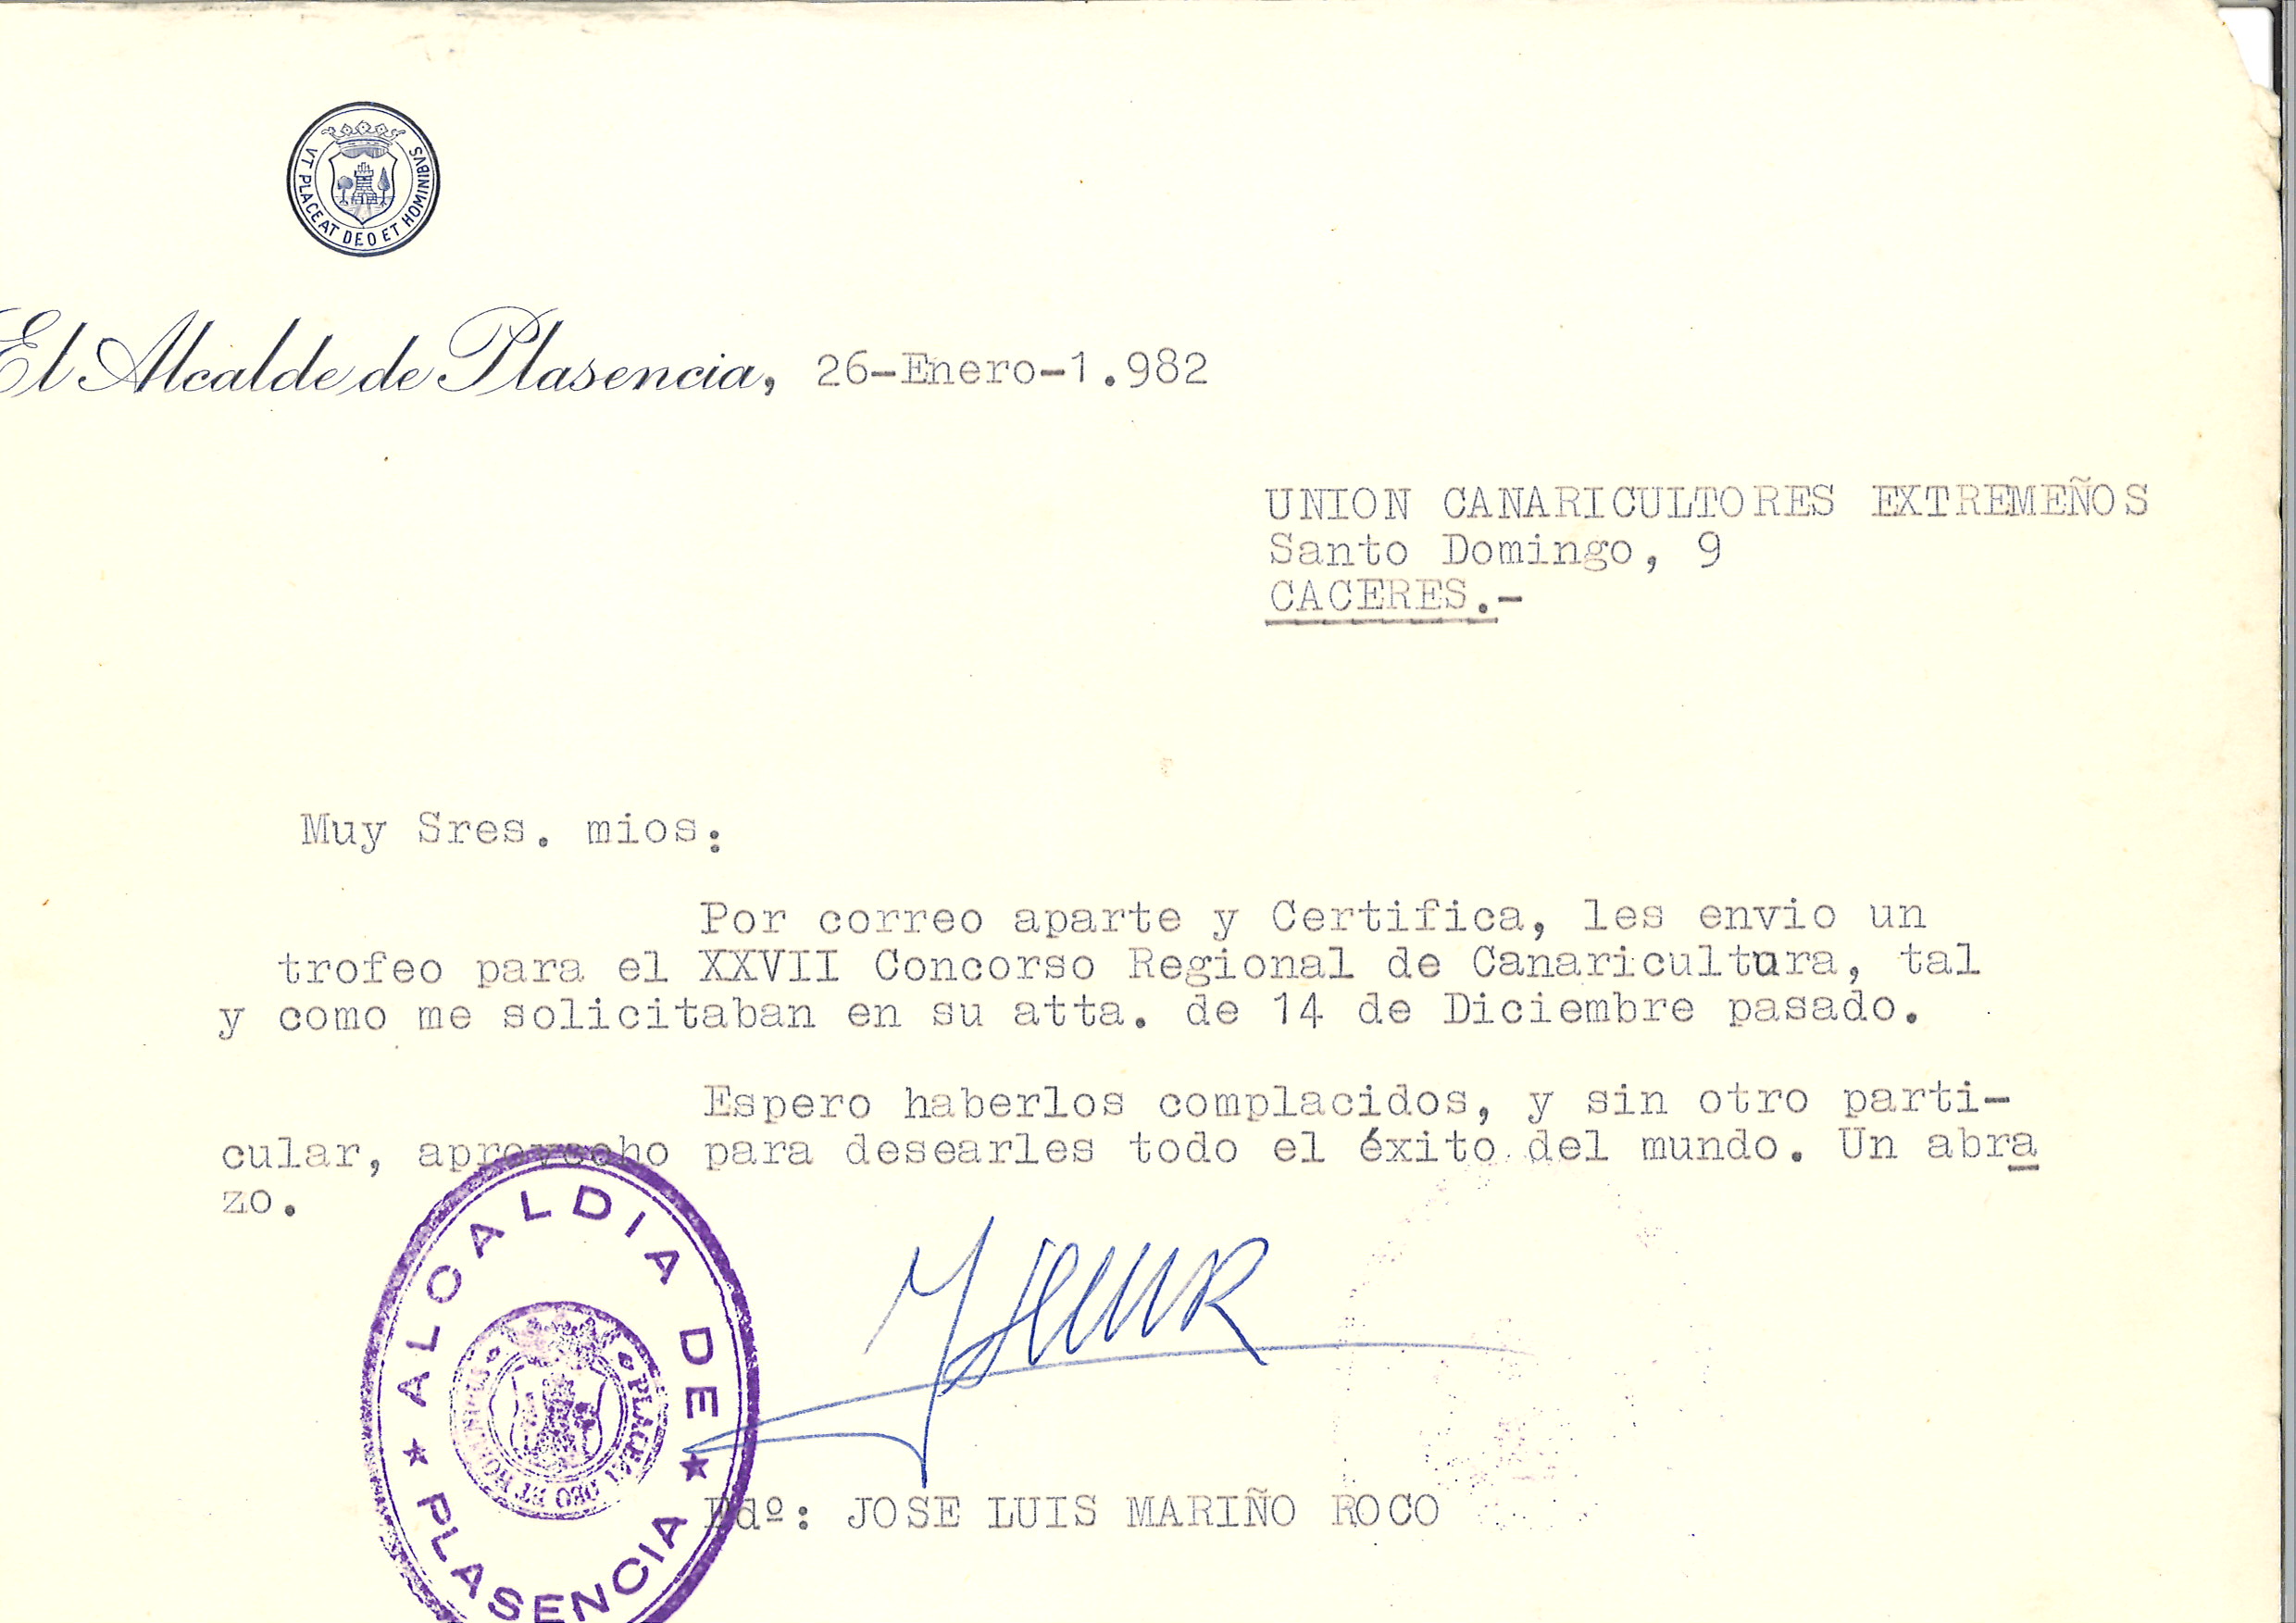 VT PLACEAT DEO ET HOMINIBVS
El Alcalde de Plasencia, 26-Enero-1.982
UNION CANARICULTORES EXTREMEÑOS
Santo Domingo, 9
CACERES.-
Muy Sres. mios:
Por correo aparte y Certifica, les envio un
trofeo para el XXVII Concorso Regional de Canaricultura, tal
y como me solicitaban en su atta. de 14 de Diciembre pasado.
Espero haberlos complacidos, y sin otro parti-
cular, aprovecho para desearles todo el éxito del mundo. Un abra
zo.
ALCALDIA DE
PLASENCIA
Fdº: JOSE LUIS MARIÑO ROCO